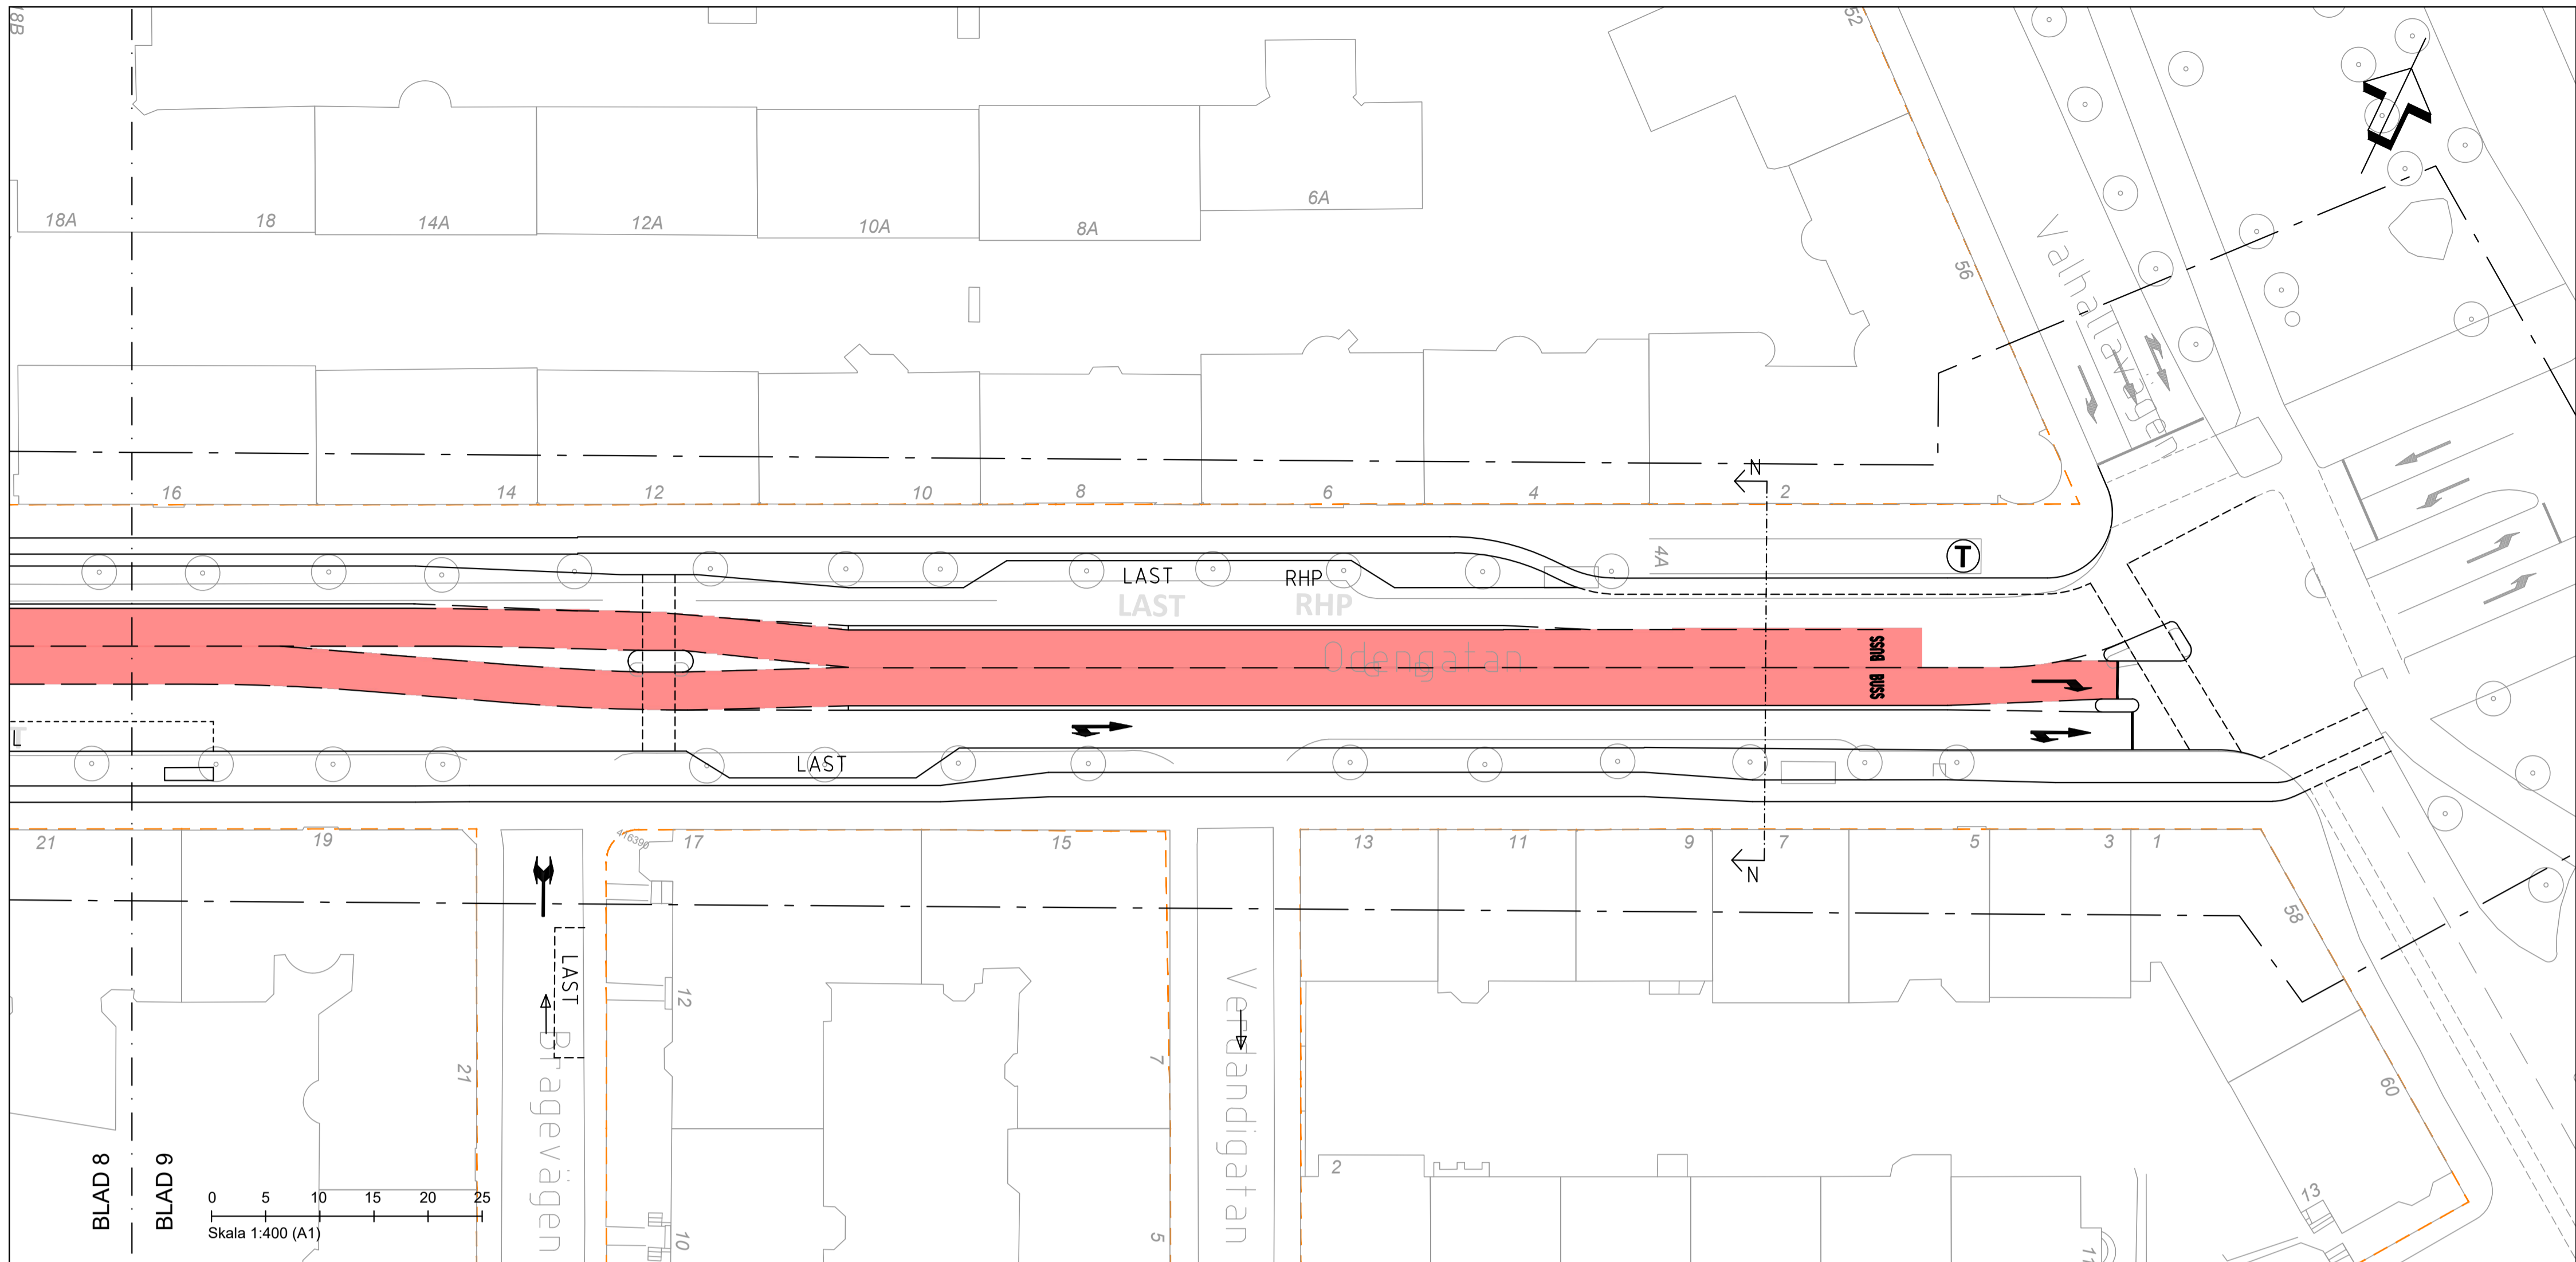 18B
52
18A
18
14A
12A
10A
8A
6A
56
Valhallavägen
16
14
12
10
8
6
4
N
2
4A
T
LAST
RHP
LAST
RHP
Odengatan
BUSS
BUSS
L
LAST
21
19
416390
17
15
13
11
9
7
5
3
1
N
58
LAST
12
7
21
Bragevägen
Verdandigatan
60
2
13
BLAD 8
BLAD 9
0 5 10 15 20 25
Skala 1:400 (A1)
10
5